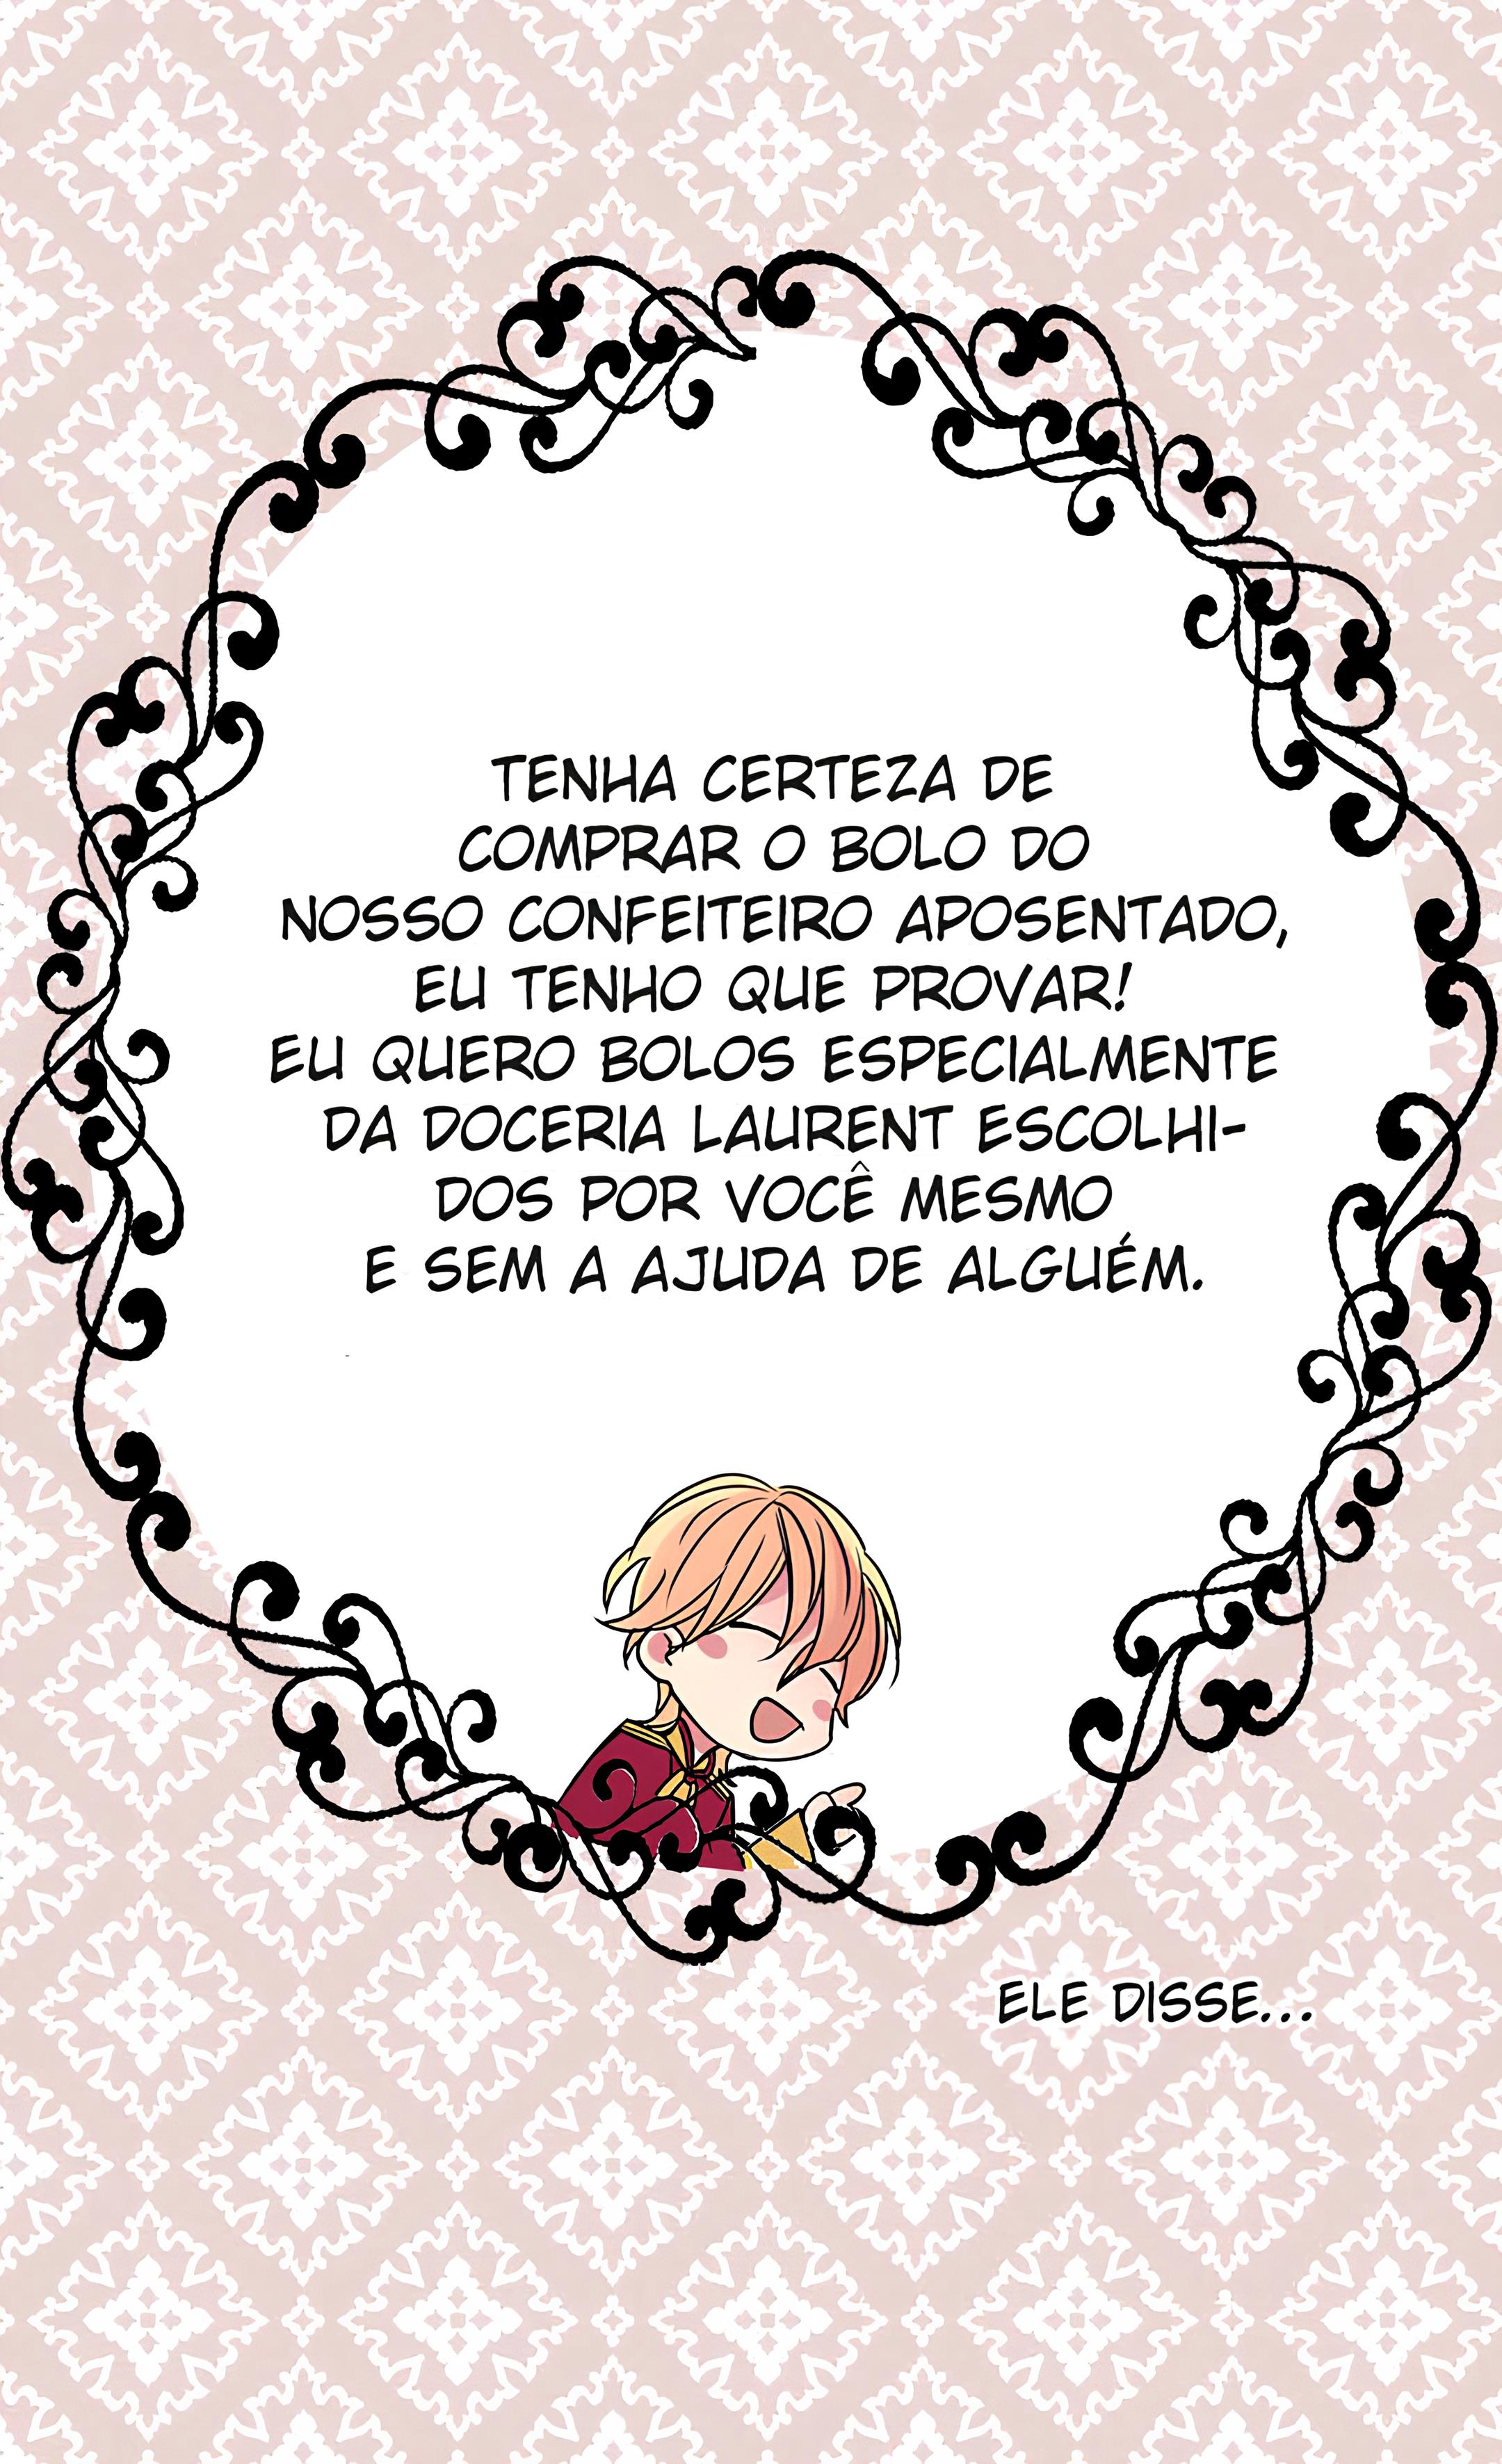 TENHA CERTEZA DE
COMPRAR O BOLO DO
NOSSO CONFEITEIRO APOSENTADO,
EU TENHO QUE PROVAR!
EU QUERO BOLOS ESPECIALMENTE
DA DOCERIA LAURENT ESCOLHI-
DOS POR VOCÊ MESMO
E SEM A AJUDA DE ALGUÉM.
ELE DISSE...